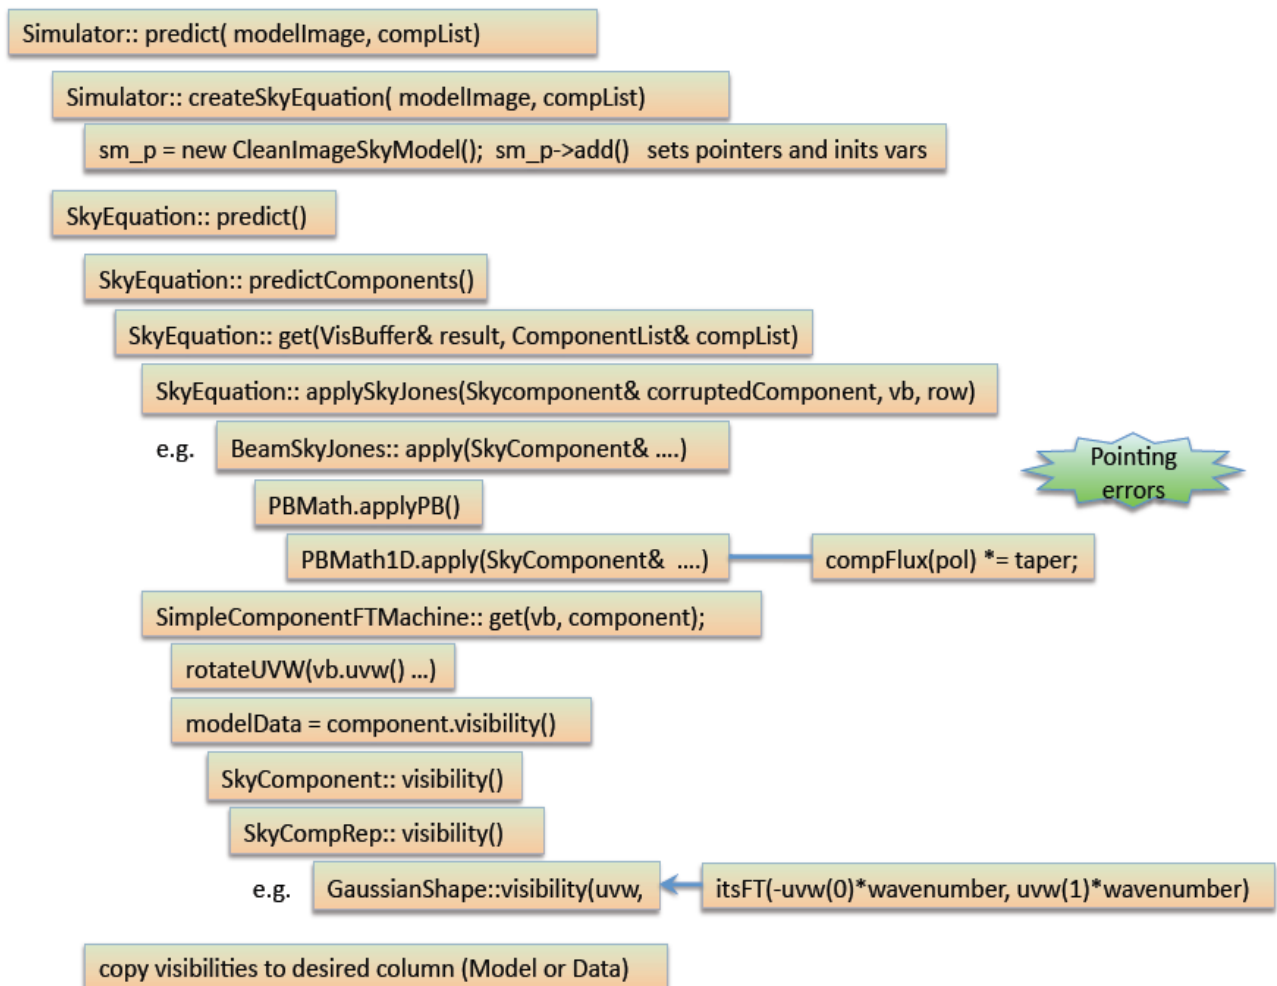 Simulator:: predict( modelImage, compList)
Simulator:: createSkyEquation( modelImage, compList)
sm_p = new CleanImageSkyModel();  sm_p->add()   sets pointers and inits vars
SkyEquation:: predict()
SkyEquation:: predictComponents()
SkyEquation:: get(VisBuffer& result, ComponentList& compList)
SkyEquation:: applySkyJones(Skycomponent& corruptedComponent, vb, row)
e.g. BeamSkyJones:: apply(SkyComponent& ....)
Pointing
errors
PBMath.applyPB()
PBMath1D.apply(SkyComponent&  ....) compFlux(pol) *= taper;
SimpleComponentFTMachine:: get(vb, component);
rotateUVW(vb.uvw() ...)
modelData = component.visibility()
SkyComponent:: visibility()
SkyCompRep:: visibility()
e.g. GaussianShape::visibility(uvw, itsFT(-uvw(0)*wavenumber, uvw(1)*wavenumber)
copy visibilities to desired column (Model or Data)